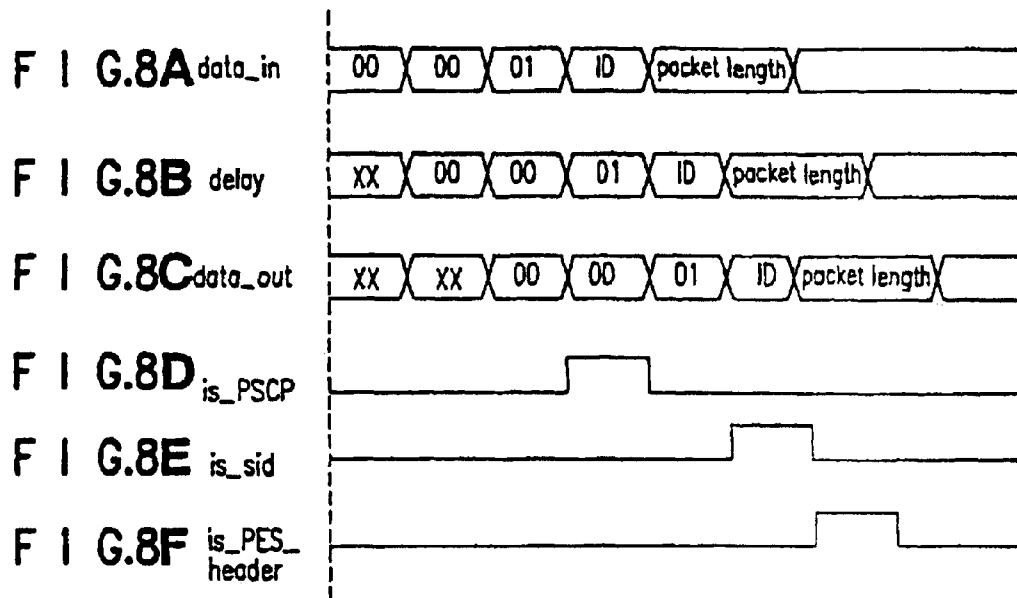 F I G.8A data_in 00 00 01 ID packet length
F I G.8B delay XX 00 00 01 ID packet length
F I G.8C data_out XX XX 00 00 01 ID packet length
F I G.8D is_PSCP
F I G.8E is_sid
F I G.8F is_PES_
header